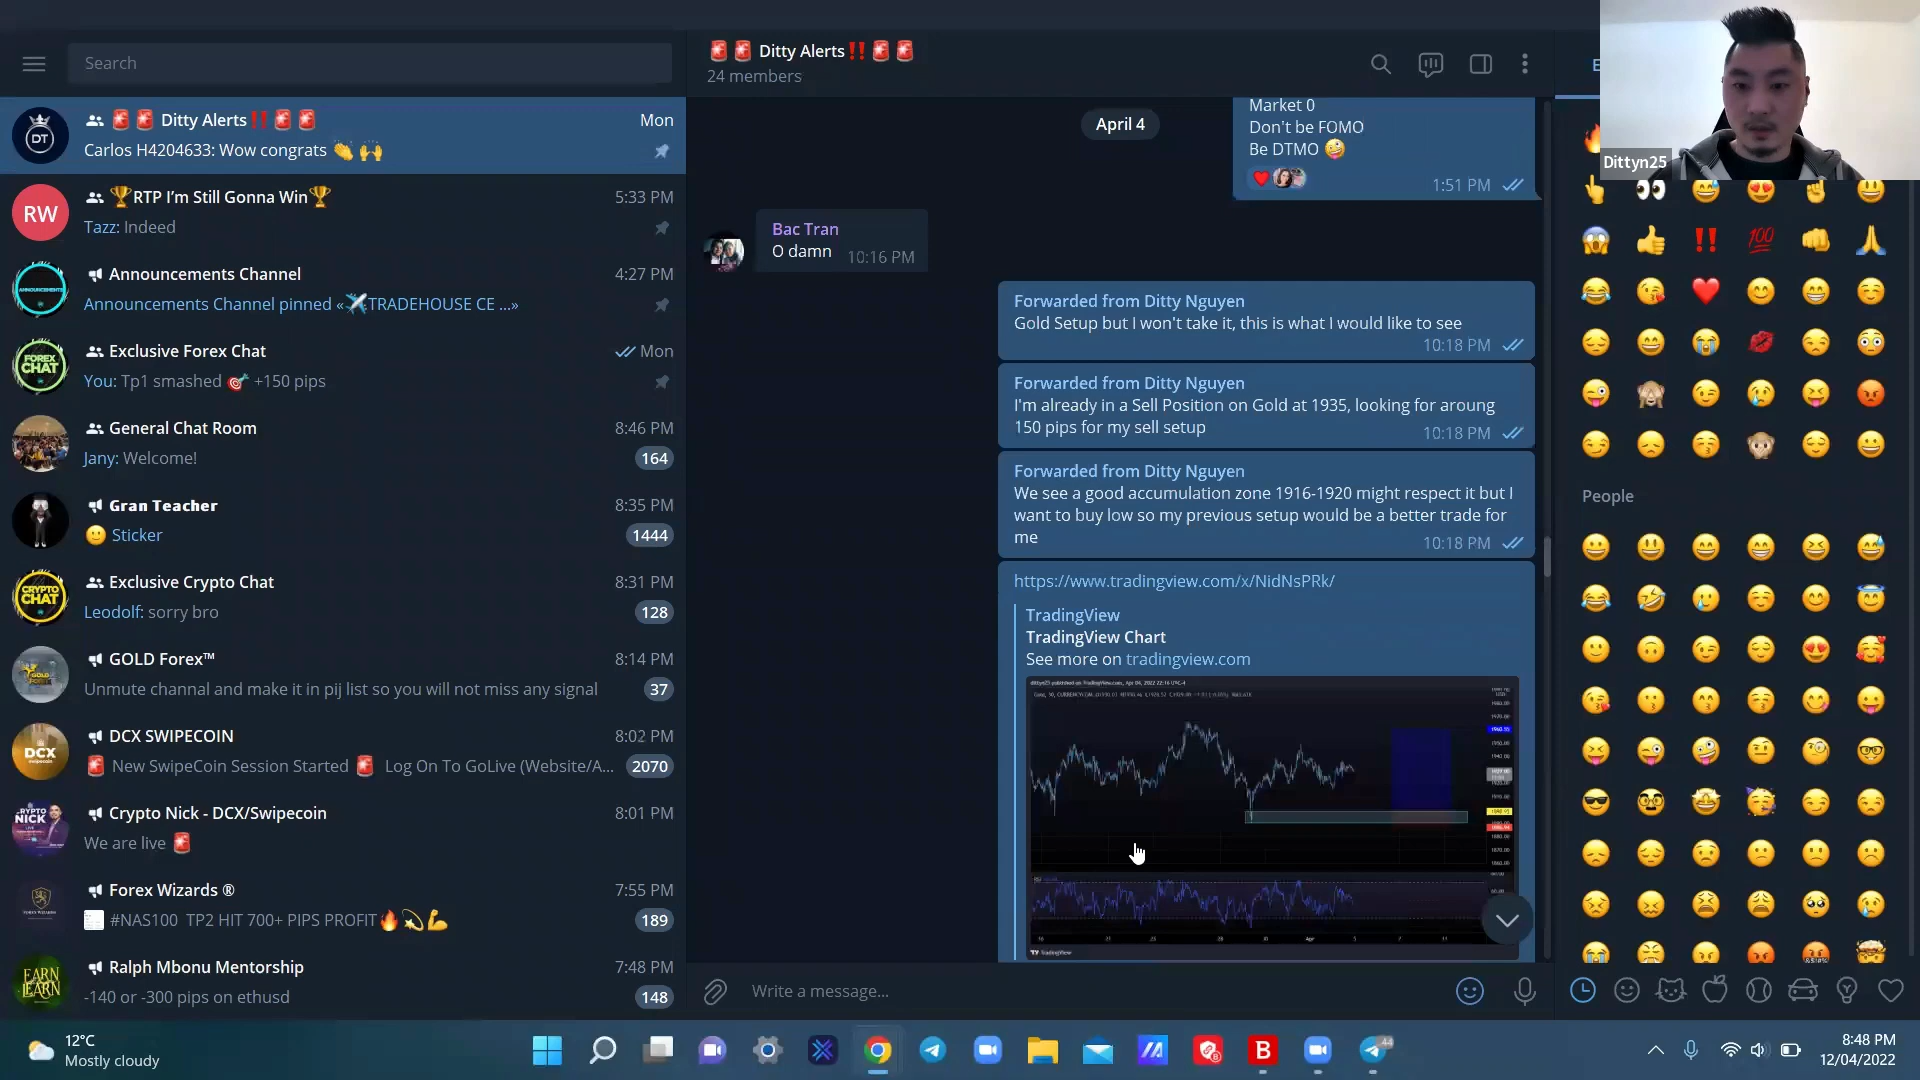 Search
Ditty Alerts‼️
24 members
Ditty Alerts‼️
Mon
Carlos H4204633: Wow congrats 👏 🙌
🏆RTP I’m Still Gonna Win🏆
5:33 PM
RW
Tazz: Indeed
Announcements Channel
4:27 PM
Announcements Channel pinned «✈️TRADEHOUSE CE ...»
Exclusive Forex Chat
Mon
FOREX
CHAT
You: Tp1 smashed 🎯 +150 pips
General Chat Room
8:46 PM
Jany: Welcome!
164
Gran Teacher
8:35 PM
Sticker
1444
Exclusive Crypto Chat
8:31 PM
CRYPTO
CHAT
Leodolf: sorry bro
128
GOLD Forex™
8:14 PM
Unmute channel and make it in pij list so you will not miss any signal
37
DCX SWIPECOIN
8:02 PM
DCX
🚨 New SwipeCoin Session Started 🚨 Log On To GoLive (Website/A...
2070
Crypto Nick - DCX/Swipecoin
8:01 PM
We are live 🚨
Forex Wizards ®
7:55 PM
#NAS100 TP2 HIT 700+ PIPS PROFIT🔥💫💪
189
Ralph Mbonu Mentorship
7:48 PM
EARN
LEARN
-140 or -300 pips on ethusd
148
April 4
Market 0
Don't be FOMO
Be DTMO 🤪
1:51 PM
Bac Tran
O damn 10:16 PM
Forwarded from Ditty Nguyen
Gold Setup but I won't take it, this is what I would like to see
10:18 PM
Forwarded from Ditty Nguyen
I'm already in a Sell Position on Gold at 1935, looking for aroung
150 pips for my sell setup
10:18 PM
Forwarded from Ditty Nguyen
We see a good accumulation zone 1916-1920 might respect it but I
want to buy low so my previous setup would be a better trade for
me
10:18 PM
https://www.tradingview.com/x/NidNsPRk/
TradingView
TradingView Chart
See more on tradingview.com
TradingView
Write a message...
Dittyn25
People
12°C
Mostly cloudy
44
8:48 PM
12/04/2022